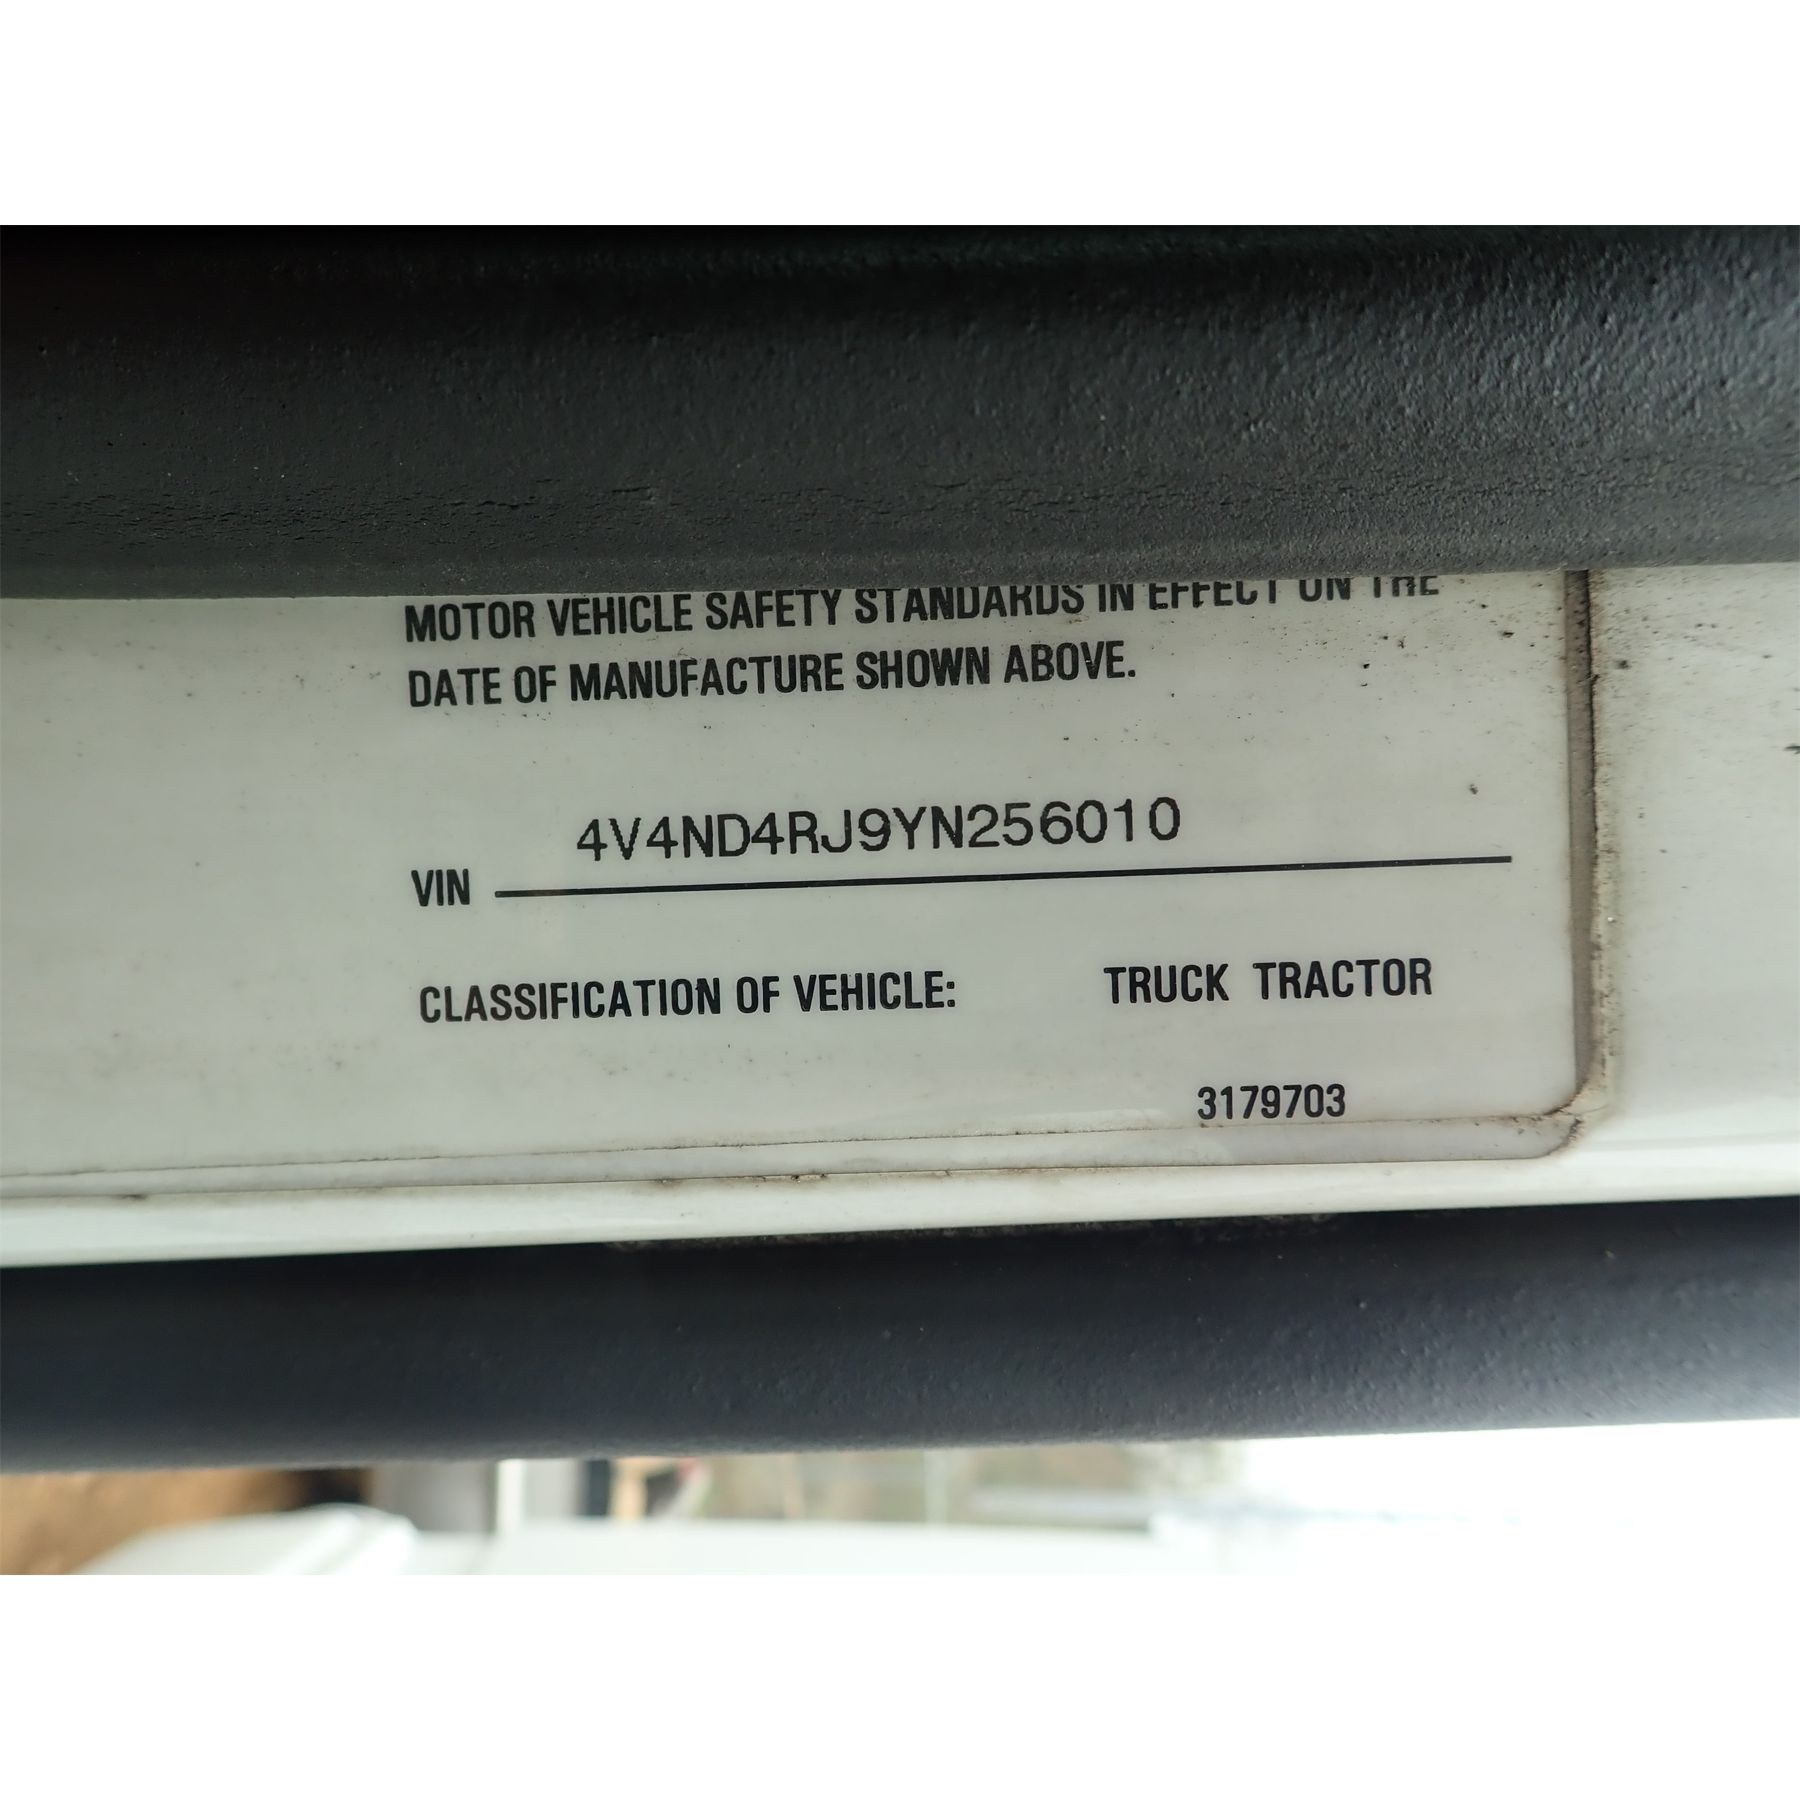 MOTOR VEHICLE SAFETY STANDARDS IN EFFECT ON THE
DATE OF MANUFACTURE SHOWN ABOVE.
4V4ND4RJ9YN256010
VIN
CLASSIFICATION OF VEHICLE: TRUCK TRACTOR
3179703